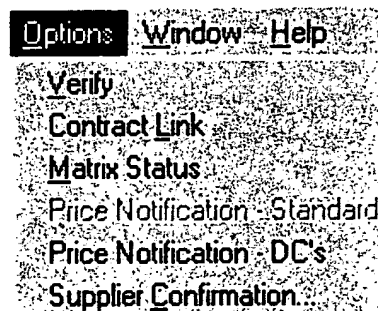 Options Window Help
Verify
Contract Link
Matrix Status
Price Notification - Standard
Price Notification - DC's
Supplier Confirmation...